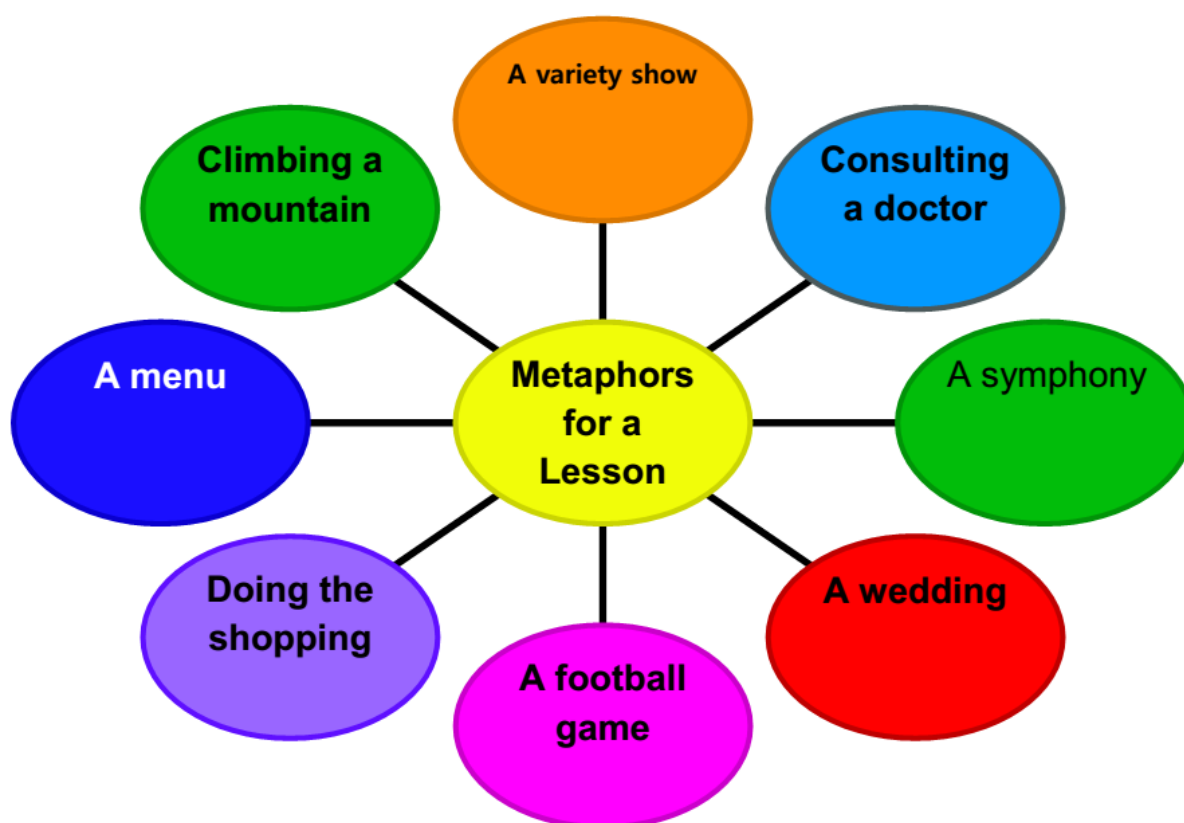 A variety show
Climbing a
mountain
Consulting
a doctor
A menu
Metaphors
for a
Lesson
A symphony
Doing the
shopping
A football
game
A wedding